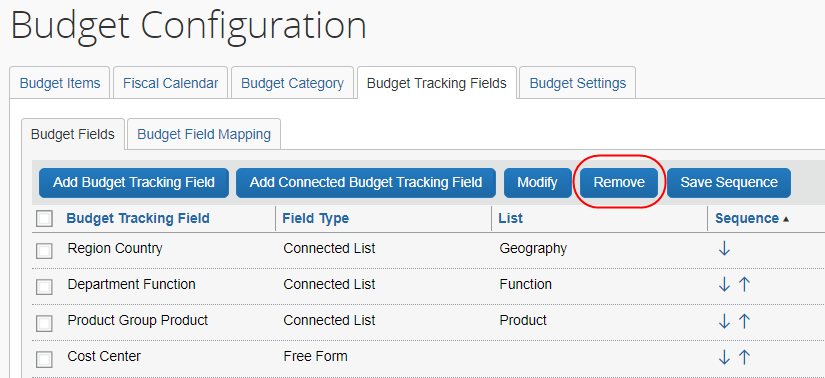 Budget Configuration
Budget Items Fiscal Calendar Budget Category Budget Tracking Fields Budget Settings
Budget Fields Budget Field Mapping
Add Budget Tracking Field Add Connected Budget Tracking Field Modify Remove Save Sequence
Budget Tracking Field Field Type List Sequence
Region Country Connected List Geography
Department Function Connected List Function
Product Group Product Connected List Product
Cost Center Free Form